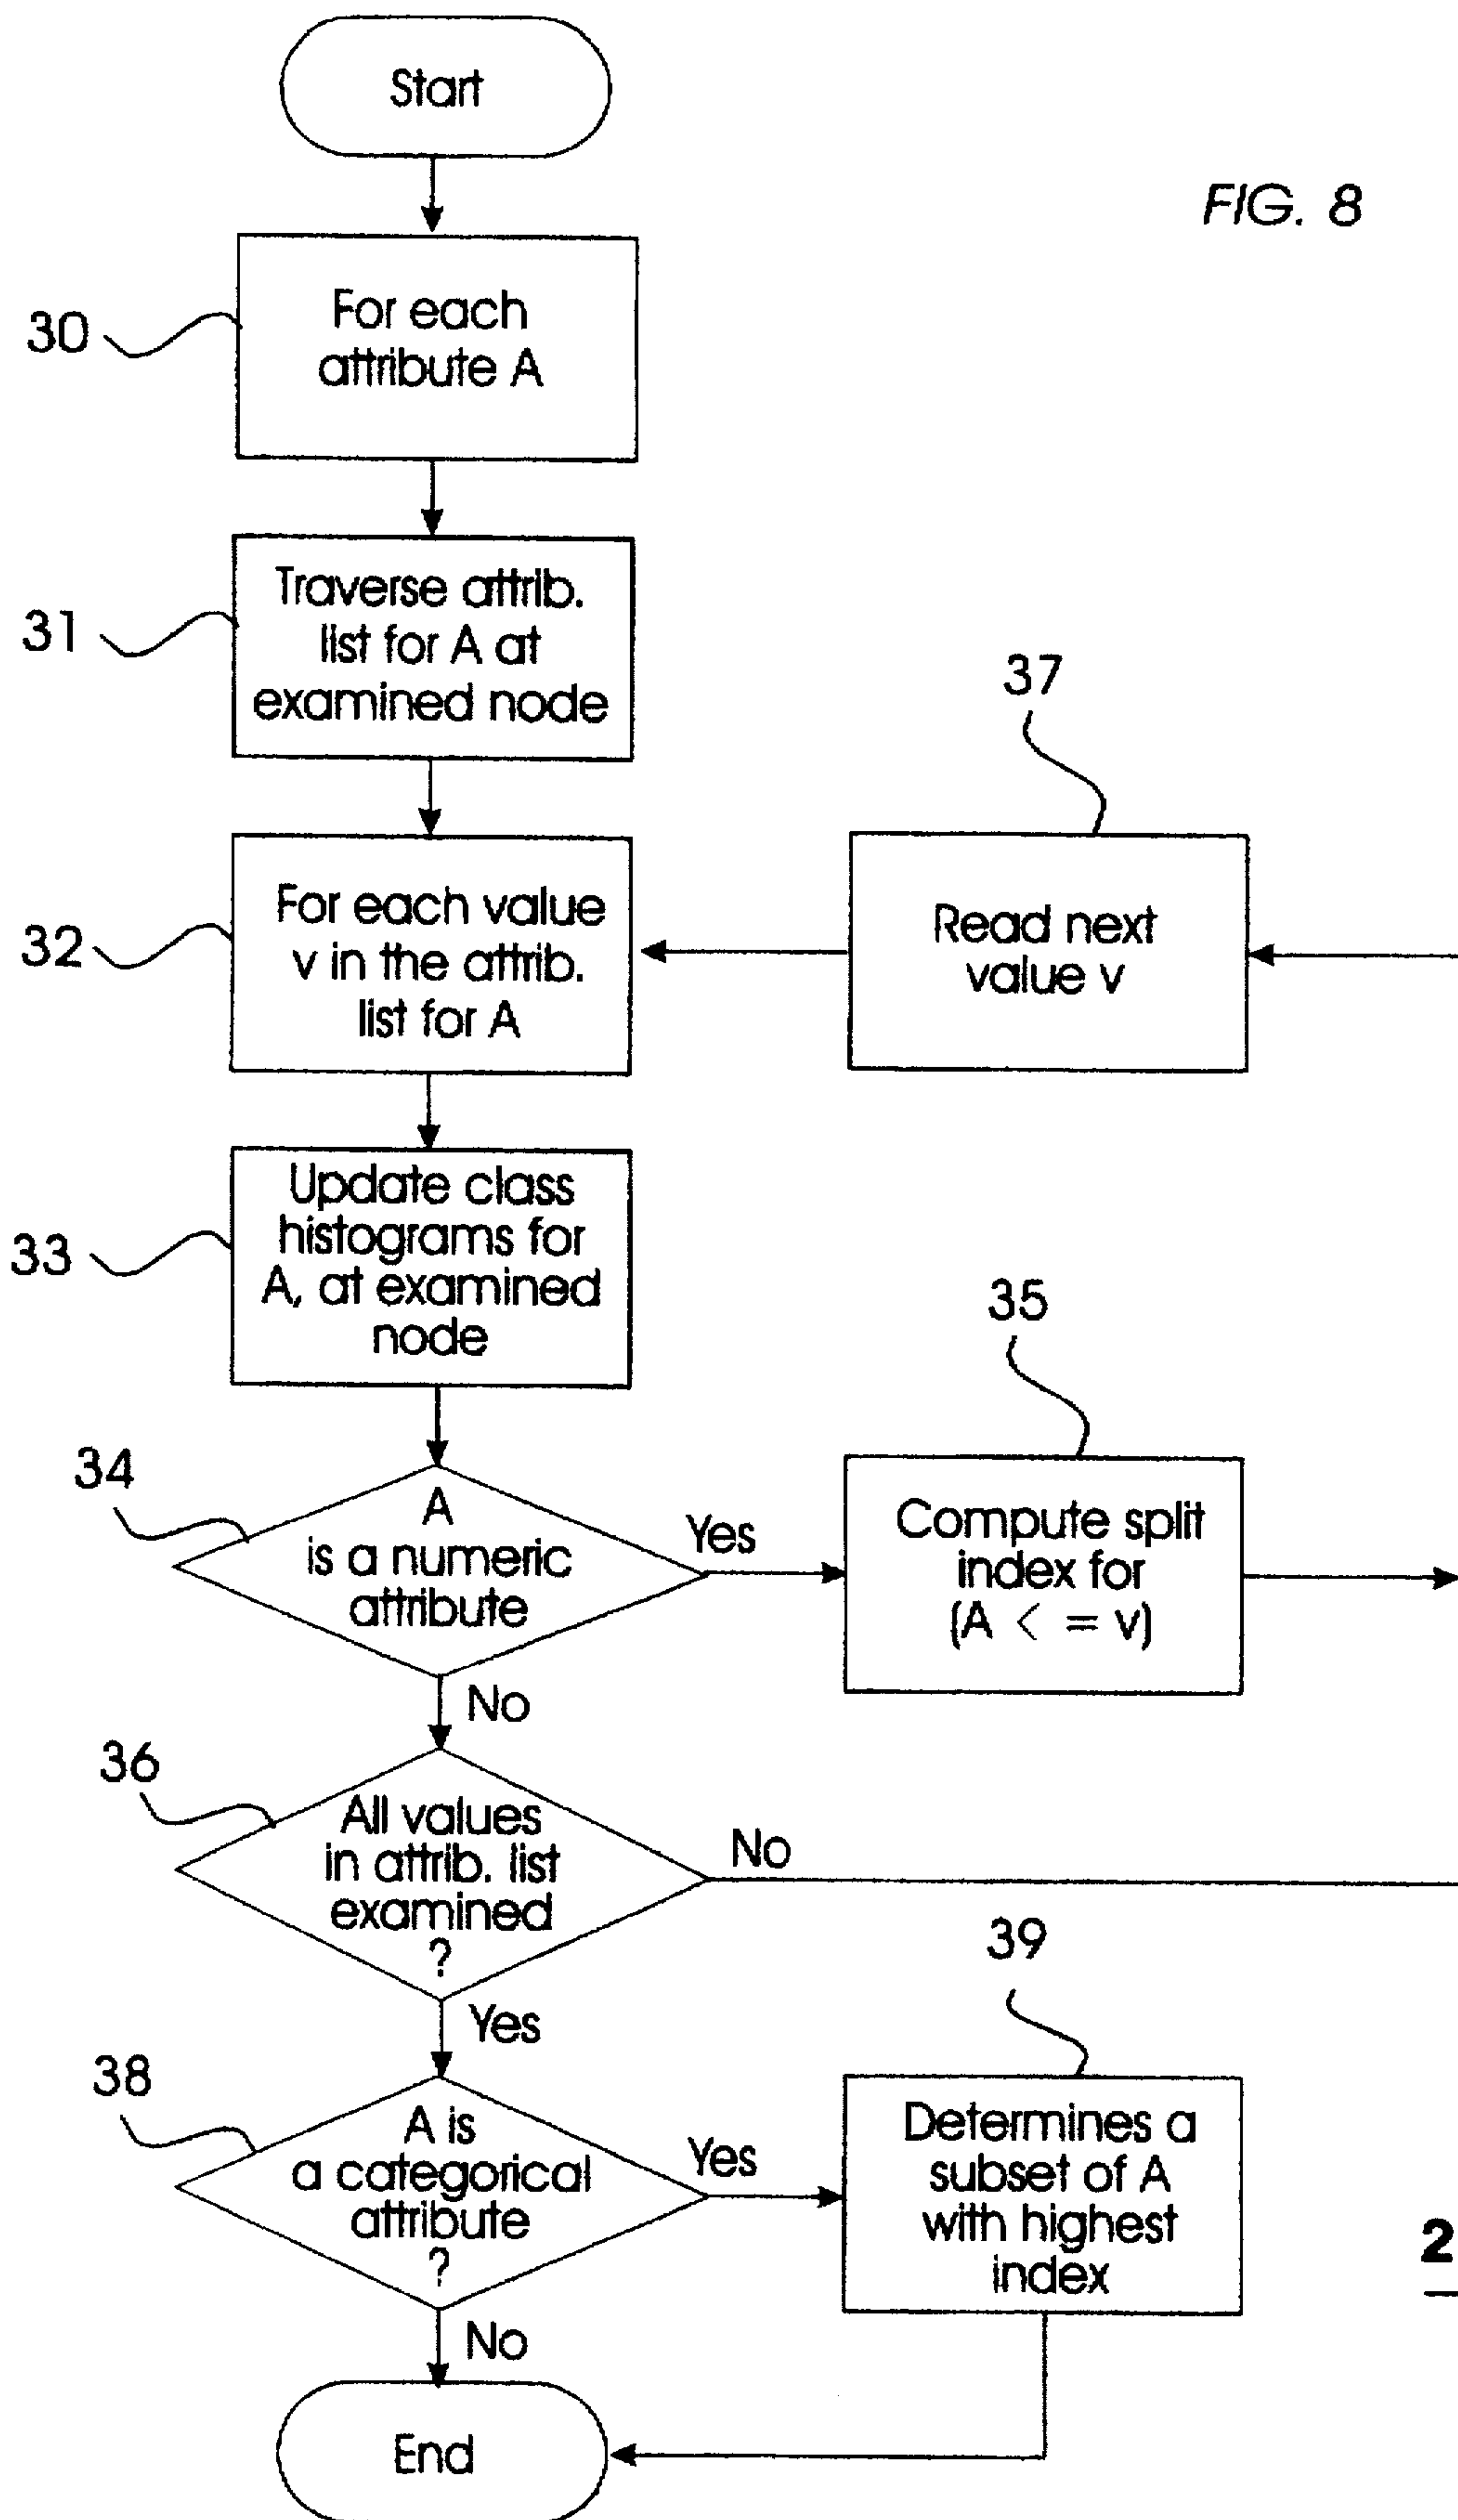 Start
FIG. 8
30
For each
attribute A
31
Traverse attrib.
list for A at
examined node
37
32
For each value
v in the attrib.
list for A
Read next
value v
33
Update class
histograms for
A, at examined
node
35
34
A
is a numeric
attribute
Yes
Compute split
index for
(A < = v)
No
36
All values
in attrib. list
examined
?
No
39
Yes
38
A is
a categorical
attribute
?
Yes
Determines a
subset of A
with highest
index
2
No
End